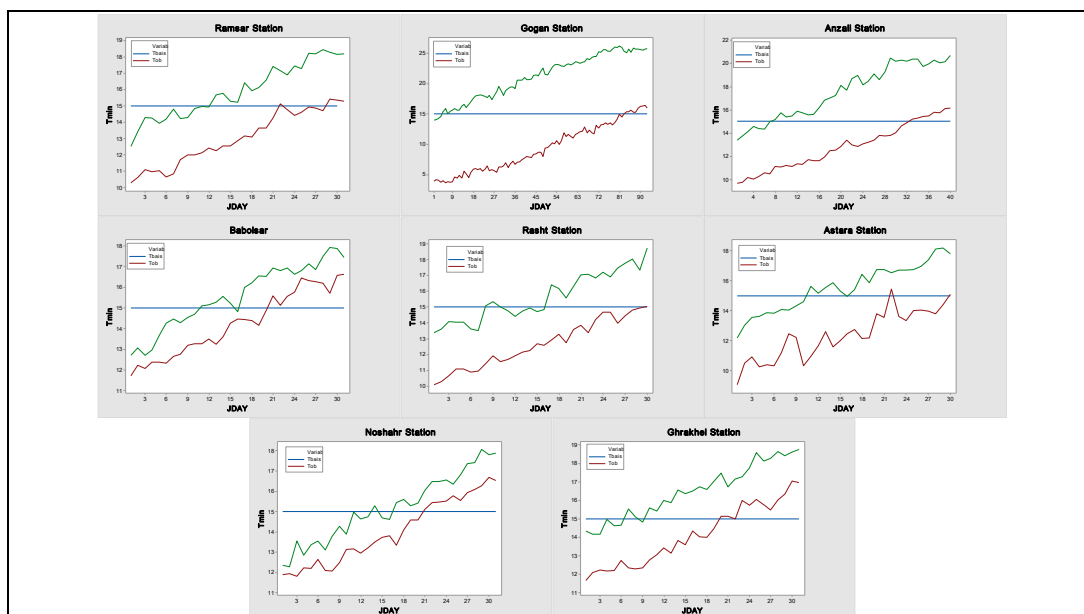 Ramsar Station
Variab
Tbais
Tob
Tmin
19
18
17
16
15
14
13
12
11
10
3 6 9 12 15 18 21 24 27 30
JDAY
Gogan Station
Variab
Tbais
Tob
Tmin
25
20
15
10
5
1 9 18 27 36 45 54 63 72 81 90
JDAY
Anzali Station
Variab
Tbais
Tob
Tmin
22
20
18
16
14
12
10
4 8 12 16 20 24 28 32 36 40
JDAY
Babolsar
Variab
Tbais
Tob
Tmin
18
17
16
15
14
13
12
11
3 6 9 12 15 18 21 24 27 30
JDAY
Rasht Station
Variab
Tbais
Tob
Tmin
19
18
17
16
15
14
13
12
11
10
3 6 9 12 15 18 21 24 27 30
JDAY
Astara Station
Variab
Tbais
Tob
Tmin
18
16
14
12
10
3 6 9 12 15 18 21 24 27 30
JDAY
Noshahr Station
Variab
Tbais
Tob
Tmin
18
17
16
15
14
13
12
11
3 6 9 12 15 18 21 24 27 30
JDAY
Ghrakhel Station
Variab
Tbais
Tob
Tmin
19
18
17
16
15
14
13
12
11
3 6 9 12 15 18 21 24 27 30
JDAY